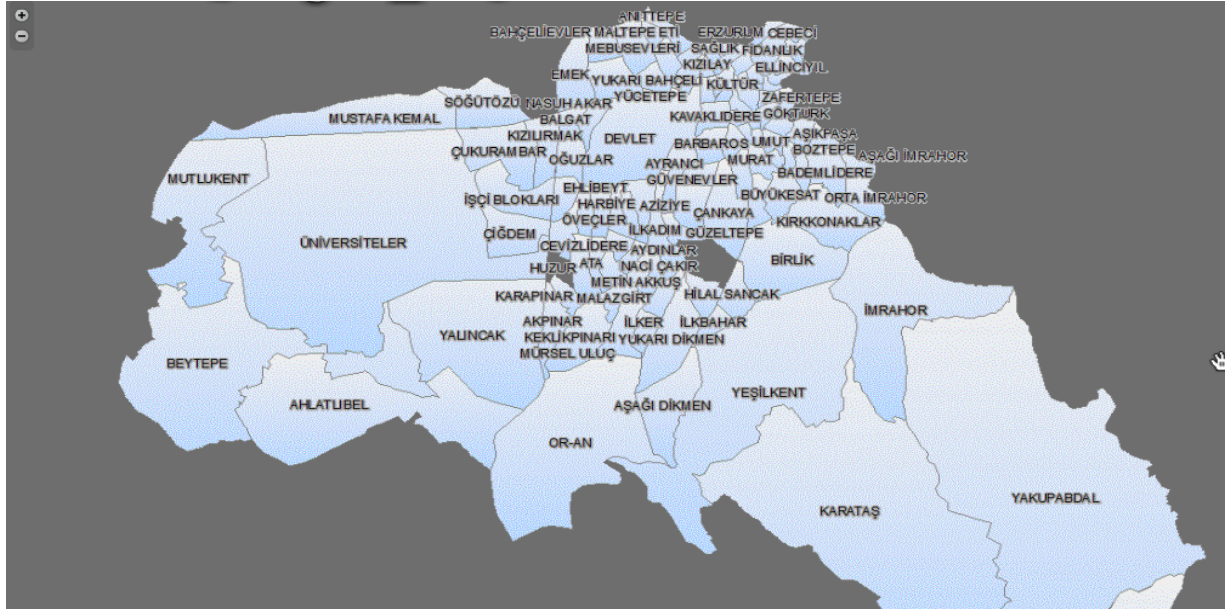 ANITTEPE
BAHÇELİEVLER MALTEPE ETİ ERZURUM CEBECİ
MEBUSEVLERİ SAĞLIK FİDANLIK
KIZILAY ELLİNCİYIL
EMEK YUKARI BAHÇELİ KÜLTÜR
YÜCETEPE ZAFERTEPE
SÖĞÜTÖZÜ NASUH AKAR
MUSTAFA KEMAL BALGAT KAVAKLIDERE GÖKTÜRK
KIZILIRMAK DEVLET BARBAROS UMUT AŞIKPAŞA
ÇUKURAMBAR OĞUZLAR BOZTEPE
AYRANCI MURAT AŞAĞI İMRAHOR
MUTLUKENT GÜVENEVLER BADEMLİDERE
İŞÇİ BLOKLARI EHLİBEYT BÜYÜKESAT ORTA İMRAHOR
HARBİYE AZİZİYE
ÖVEÇLER ÇANKAYA KIRKKONAKLAR
ÇİĞDEM İLKADIM GÜZELTEPE
ÜNİVERSİTELER CEVİZLİDERE AYDINLAR
HUZUR ATA NACİ ÇAKIR BİRLİK
METİN AKKUŞ
KARAPINAR MALAZGİRT HİLAL SANCAK
İMRAHOR
AKPINAR İLKER İLKBAHAR
YALINCAK KEKLİKPINARI YUKARI DİKMEN
MÜRSEL ULUÇ
BEYTEPE
YEŞİLKENT
AHLATLIBEL AŞAĞI DİKMEN
OR-AN
YAKUPABDAL
KARATAŞ